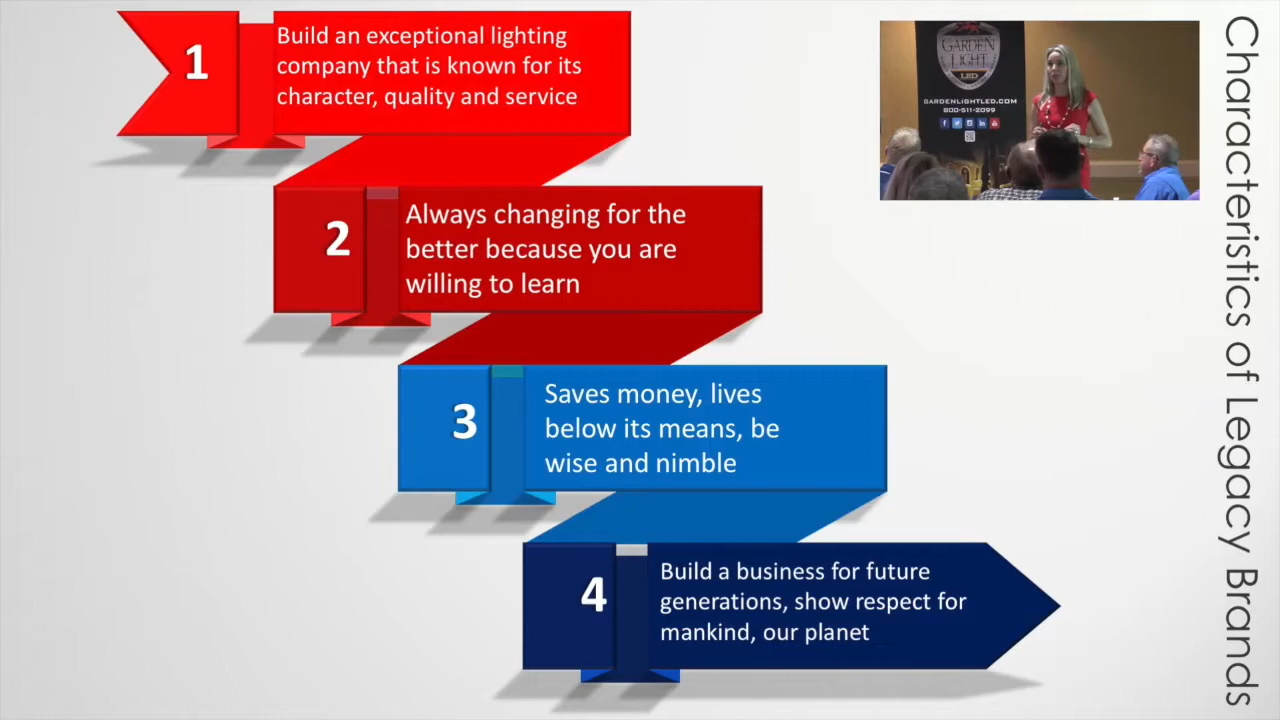 1
Build an exceptional lighting
company that is known for its
character, quality and service
2
Always changing for the
better because you are
willing to learn
3
Saves money, lives
below its means, be
wise and nimble
4
Build a business for future
generations, show respect for
mankind, our planet
GARDEN
LIGHT
LED
GARDENLIGHTLED.COM
800-511-2099
Characteristics of Legacy Brands